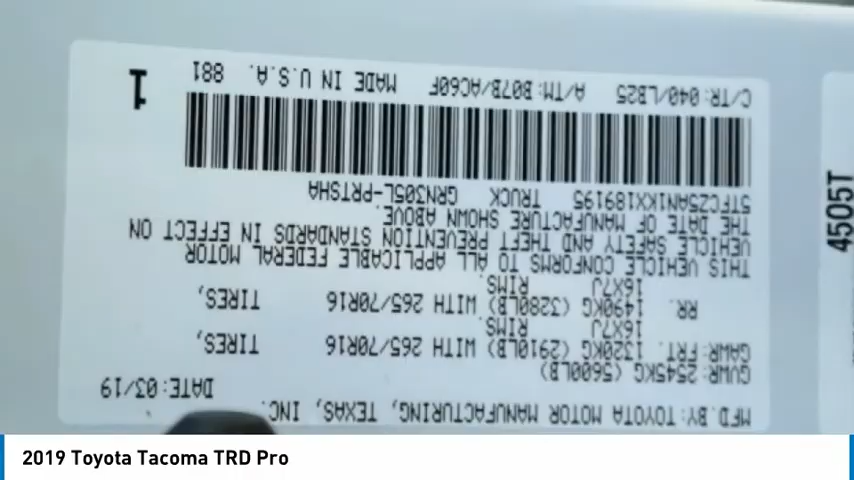 MFD.BY:TOYOTA MOTOR MANUFACTURING, TEXAS, INC.
DATE:03/19
GVWR:2545KG (5600LB)
GAWR:FRT. 1320KG (2910LB) WITH 265/70R16 TIRES,
16X7J RIMS.
RR. 1490KG (3280LB) WITH 265/70R16 TIRES,
16X7J RIMS.
THIS VEHICLE CONFORMS TO ALL APPLICABLE FEDERAL MOTOR
VEHICLE SAFETY AND THEFT PREVENTION STANDARDS IN EFFECT ON
THE DATE OF MANUFACTURE SHOWN ABOVE.
5TFCZ5AN1KX189195 TRUCK GRN305L-PRTSHA
C/TR:040/LB25 A/TM:B07B/AC60F MADE IN U.S.A. 881
1
4505T
2019 Toyota Tacoma TRD Pro